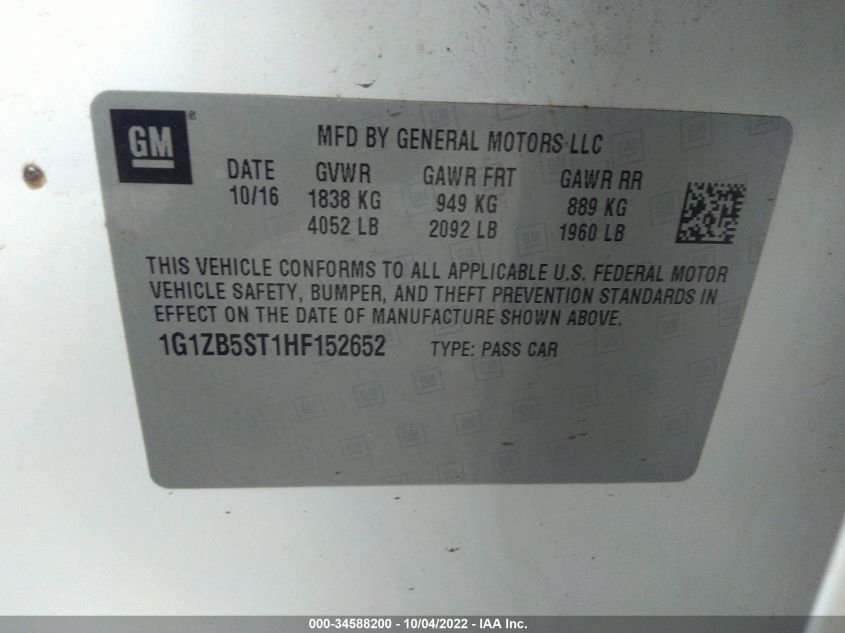 GM ®
MFD BY GENERAL MOTORS LLC
DATE GVWR GAWR FRT GAWR RR
10/16 1838 KG 949 KG 889 KG
4052 LB 2092 LB 1960 LB
THIS VEHICLE CONFORMS TO ALL APPLICABLE U.S. FEDERAL MOTOR
VEHICLE SAFETY, BUMPER, AND THEFT PREVENTION STANDARDS IN
EFFECT ON THE DATE OF MANUFACTURE SHOWN ABOVE.
1G1ZB5ST1HF152652 TYPE: PASS CAR
000-34588200 - 10/04/2022 - IAA Inc.